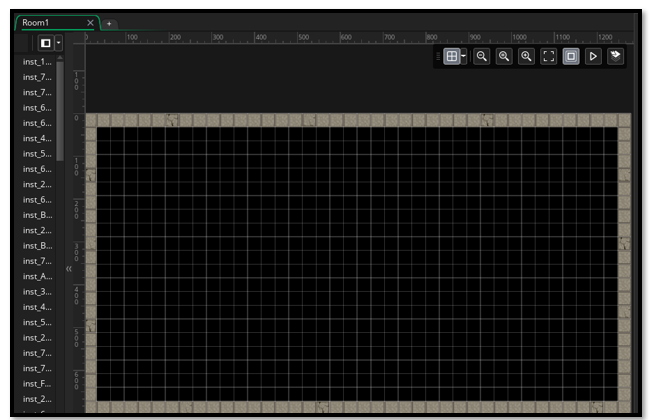 Room1
0 100 200 300 400 500 600 700 800 900 1000 1100 1200
inst_1...
inst_7...
inst_7...
inst_6...
inst_6...
inst_4...
inst_5...
inst_6...
inst_2...
inst_6...
inst_B...
inst_2...
inst_B...
inst_7...
inst_A...
inst_3...
inst_4...
inst_5...
inst_2...
inst_7...
inst_7...
inst_F...
inst_2...
100
0
100
200
300
400
500
600